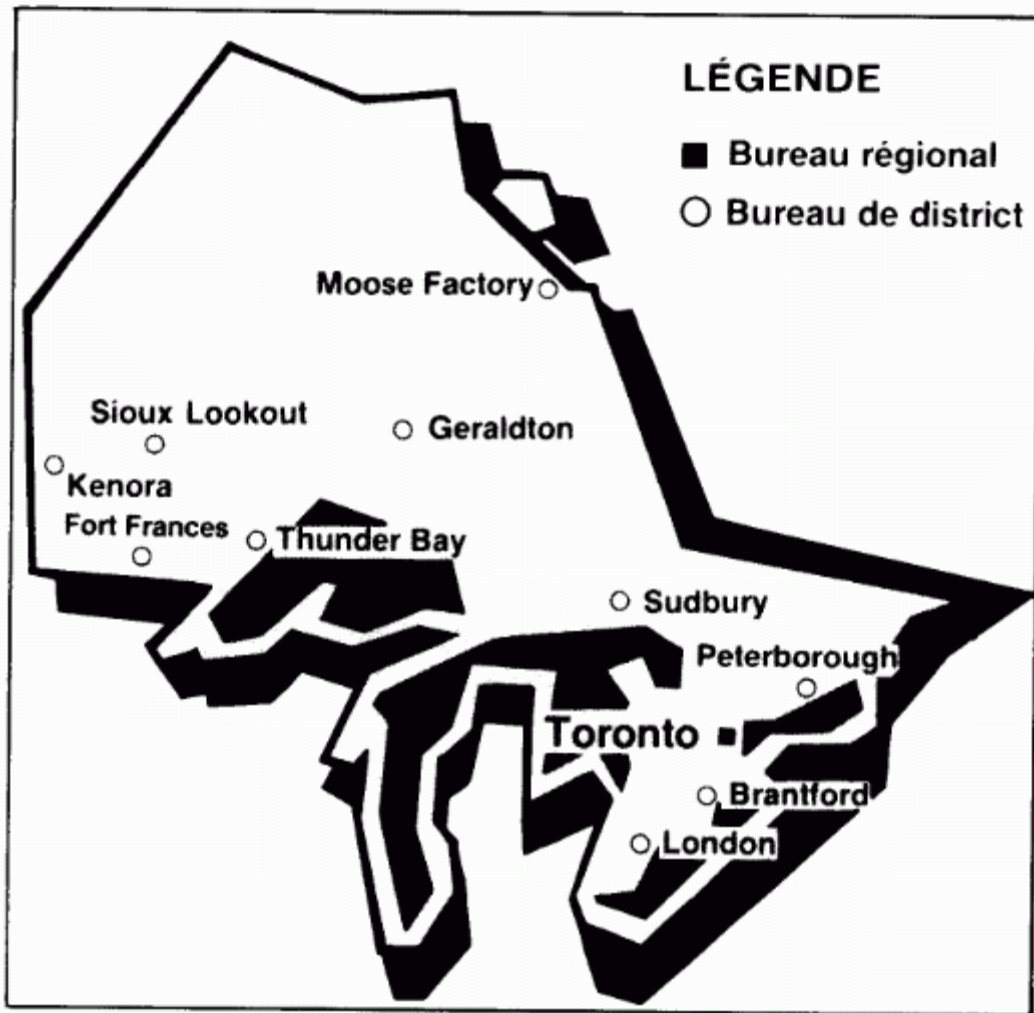 LÉGENDE
Bureau régional
Bureau de district
Moose Factory
Sioux Lookout
Geraldton
Kenora
Fort Frances
Thunder Bay
Sudbury
Peterborough
Toronto
Brantford
London